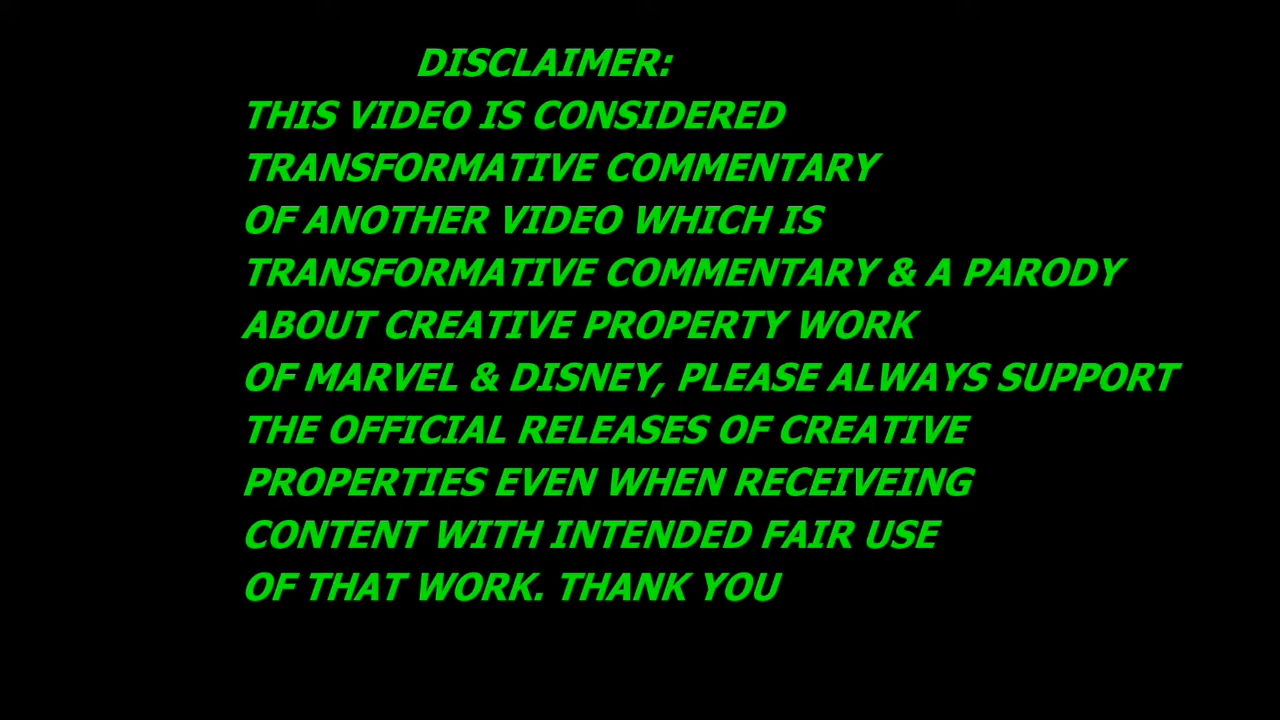 DISCLAIMER:
THIS VIDEO IS CONSIDERED
TRANSFORMATIVE COMMENTARY
OF ANOTHER VIDEO WHICH IS
TRANSFORMATIVE COMMENTARY & A PARODY
ABOUT CREATIVE PROPERTY WORK
OF MARVEL & DISNEY, PLEASE ALWAYS SUPPORT
THE OFFICIAL RELEASES OF CREATIVE
PROPERTIES EVEN WHEN RECEIVEING
CONTENT WITH INTENDED FAIR USE
OF THAT WORK. THANK YOU